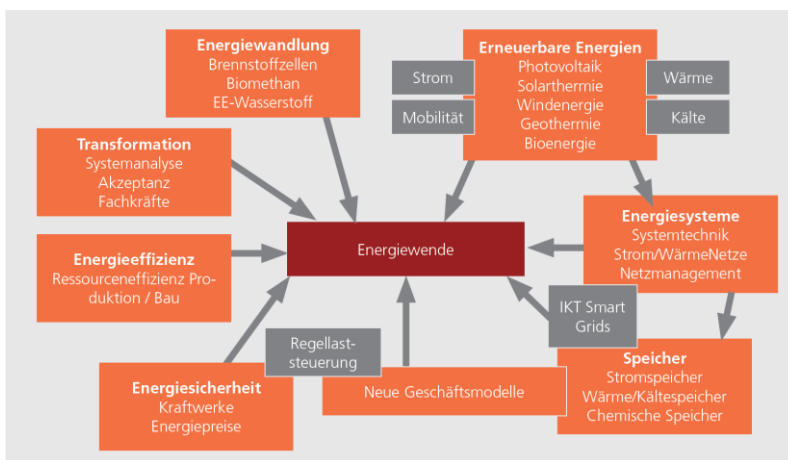 Energiewandlung
Brennstoffzellen
Biomethan
EE-Wasserstoff
Strom
Mobilität
Erneuerbare Energien
Photovoltaik
Solarthermie
Windenergie
Geothermie
Bioenergie
Wärme
Kälte
Transformation
Systemanalyse
Akzeptanz
Fachkräfte
Energiewende
Energiesysteme
Systemtechnik
Strom/WärmeNetze
Netzmanagement
Energieeffizienz
Ressourceneffizienz Pro-
duktion / Bau
IKT Smart
Grids
Regellast-
steuerung
Energiesicherheit
Kraftwerke
Energiepreise
Neue Geschäftsmodelle
Speicher
Stromspeicher
Wärme/Kältespeicher
Chemische Speicher